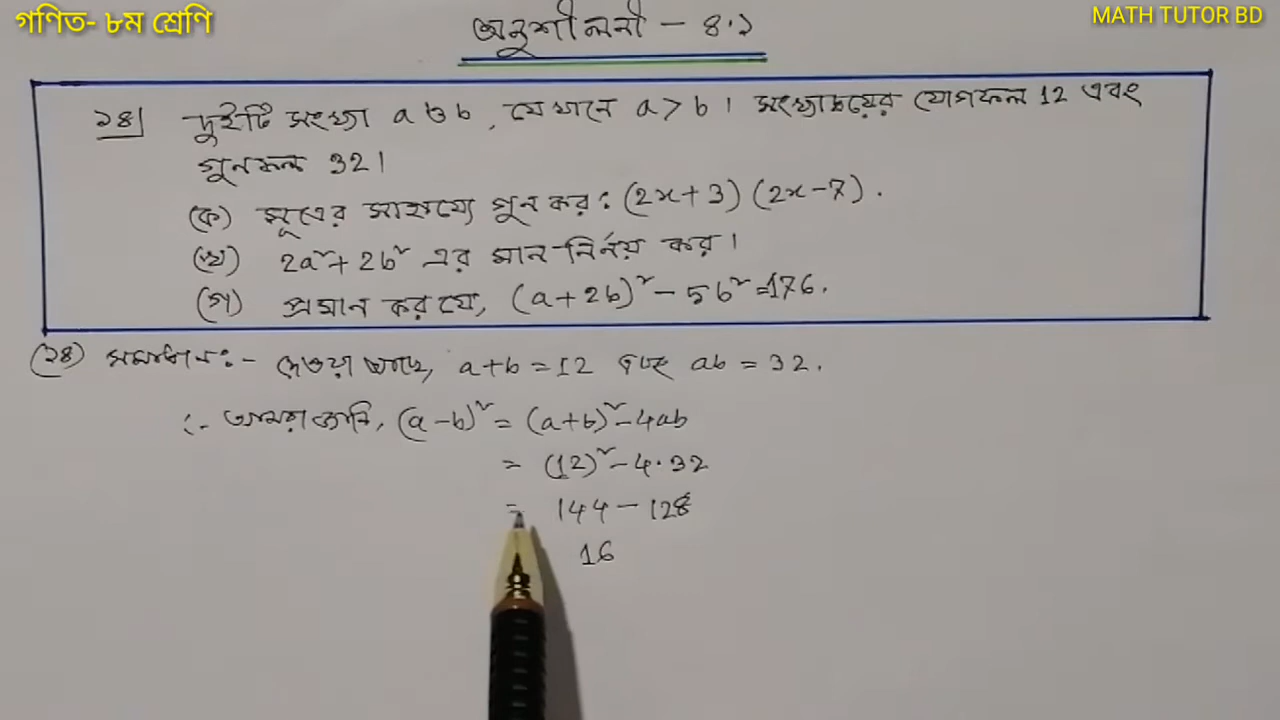 গণিত- ৮ম শ্রেণি
MATH TUTOR BD
অনুশীলনী - ৪.১
১৪। দুইটি সংখ্যা a ও b, যেখানে a > b। সংখ্যাদ্বয়ের যোগফল 12 এবং
গুনফল 32।
(ক) সূত্রের সাহায্যে গুন কর : (2x+3) (2x-7).
(খ) 2a²+2b² এর মান-নির্নয় কর।
(গ) প্রমান কর যে, (a+2b)² - 5b² = 176.
(১৪) সমাধান :- দেওয়া আছে, a+b = 12 এবং ab = 32.
∴ আমরা জানি, (a-b)² = (a+b)² - 4ab
= (12)² - 4·32
= 144 - 128
16